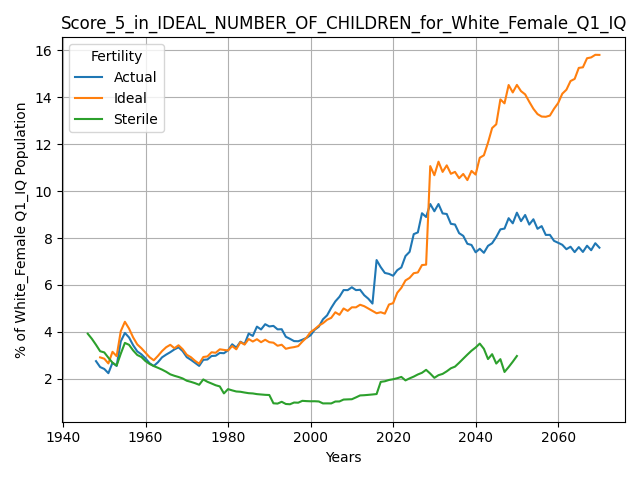 Score_5_in_IDEAL_NUMBER_OF_CHILDREN_for_White_Female_Q1_IQ
% of White_Female Q1_IQ Population
16
14
12
10
8
6
4
2
Fertility
Actual
Ideal
Sterile
1940 1960 1980 2000 2020 2040 2060
Years